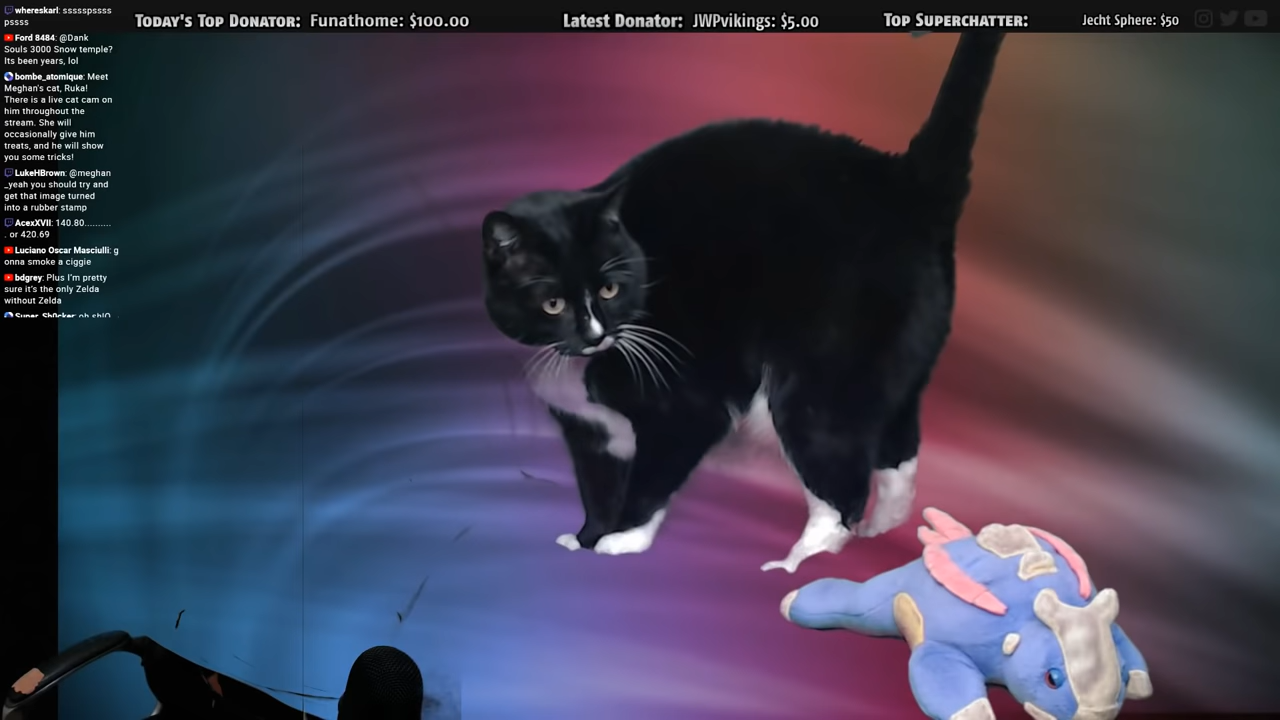 Today's Top Donator: Funathome: $100.00
Latest Donator: JWPvikings: $5.00
Top Superchatter: Jecht Sphere: $50
whereskarl: ssssspssss
pssss
Ford 8484: @Dank
Souls 3000 Snow temple?
Its been years, lol
bombe_atomique: Meet
Meghan's cat, Ruka!
There is a live cat cam on
him throughout the
stream. She will
occasionally give him
treats, and he will show
you some tricks!
LukeHBrown: @meghan
_yeah you should try and
get that image turned
into a rubber stamp
AcexXVII: 140.80..........
. or 420.69
Luciano Oscar Masciulli: g
onna smoke a ciggie
bdgrey: Plus I'm pretty
sure it's the only Zelda
without Zelda